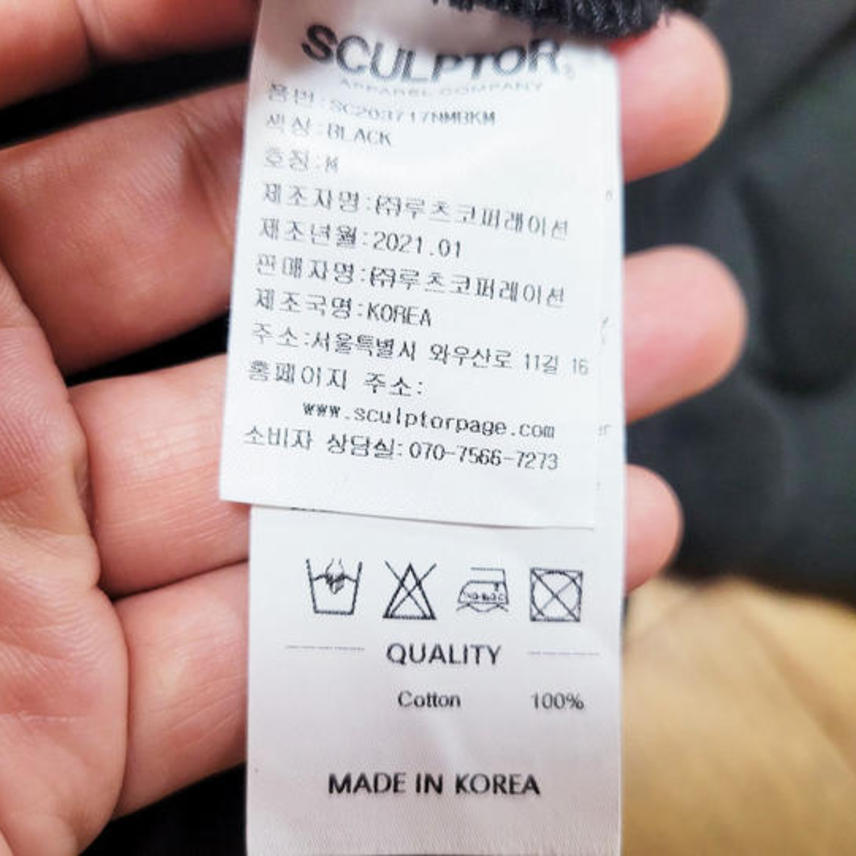 SCULPTOR
APPAREL COMPANY
품번:SC203717NMBKM
색상:BLACK
호칭:M
제조자명:㈜루츠코퍼레이션
제조년월:2021.01
판매자명:㈜루츠코퍼레이션
제조국명:KOREA
주소:서울특별시 와우산로 11길 16
홈페이지 주소:
www.sculptorpage.com
소비자 상담실:070-7566-7273
QUALITY
Cotton 100%
MADE IN KOREA